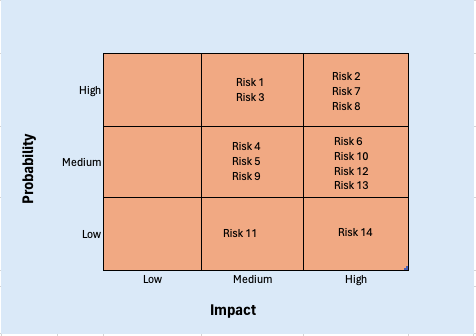 Probability
High
Risk 1
Risk 3
Risk 2
Risk 7
Risk 8
Medium
Risk 4
Risk 5
Risk 9
Risk 6
Risk 10
Risk 12
Risk 13
Low
Risk 11
Risk 14
Low
Medium
High
Impact